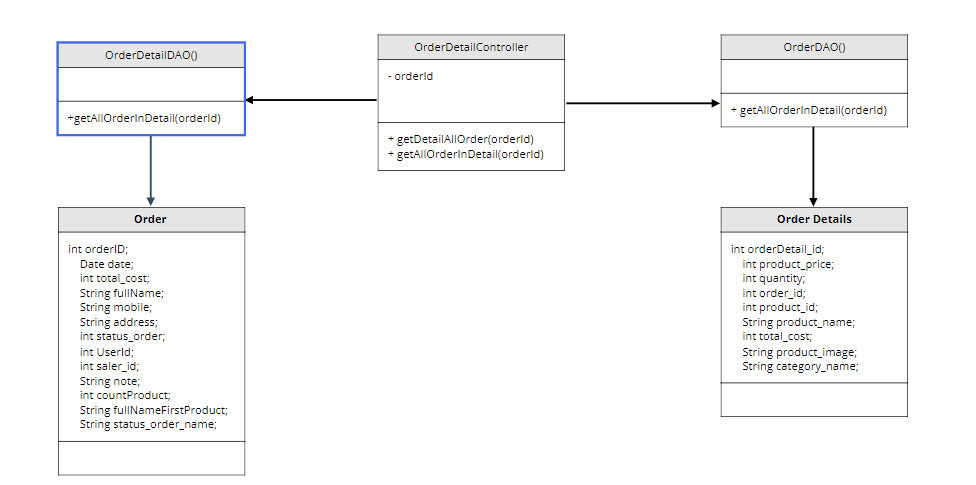 OrderDetailDAO()
+getAllOrderInDetail(orderId)
OrderDetailController
- orderId
+ getDetailAllOrder(orderId)
+ getAllOrderInDetail(orderId)
OrderDAO()
+ getAllOrderInDetail(orderId)
Order
int orderID;
Date date;
int total_cost;
String fullName;
String mobile;
String address;
int status_order;
int UserId;
int saler_id;
String note;
int countProduct;
String fullNameFirstProduct;
String status_order_name;
Order Details
int orderDetail_id;
int product_price;
int quantity;
int order_id;
int product_id;
String product_name;
int total_cost;
String product_image;
String category_name;